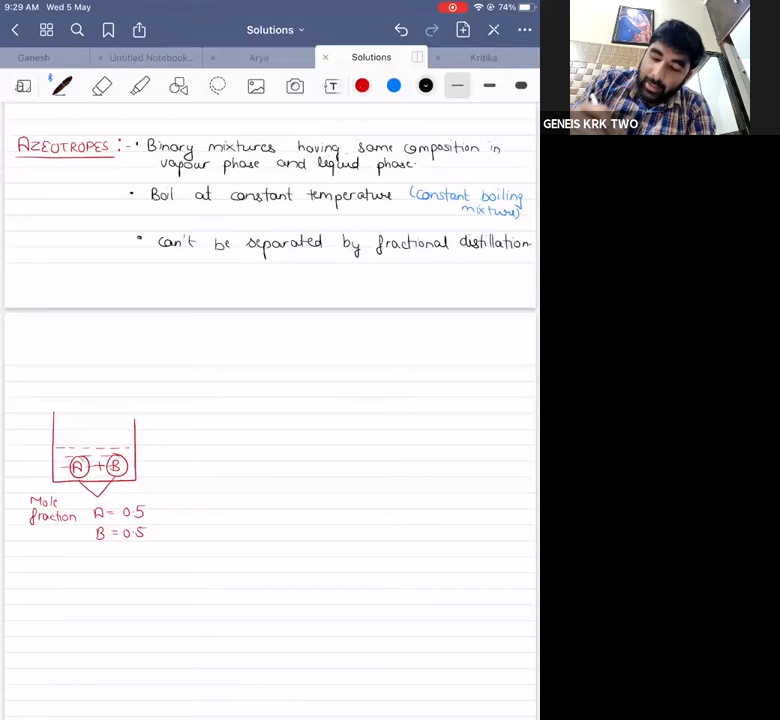 9:29 AM Wed 5 May
74%
Solutions
Ganesh
Untitled Notebook...
Arya
Solutions
Kritika
T
GENEIS KRK TWO
AZEOTROPES :- • Binary mixtures having same composition in
vapour phase and liquid phase.
• Boil at constant temperature (constant boiling
mixture)
• can't be separated by fractional distillation
A + B
Mole
fraction A = 0.5
B = 0.5